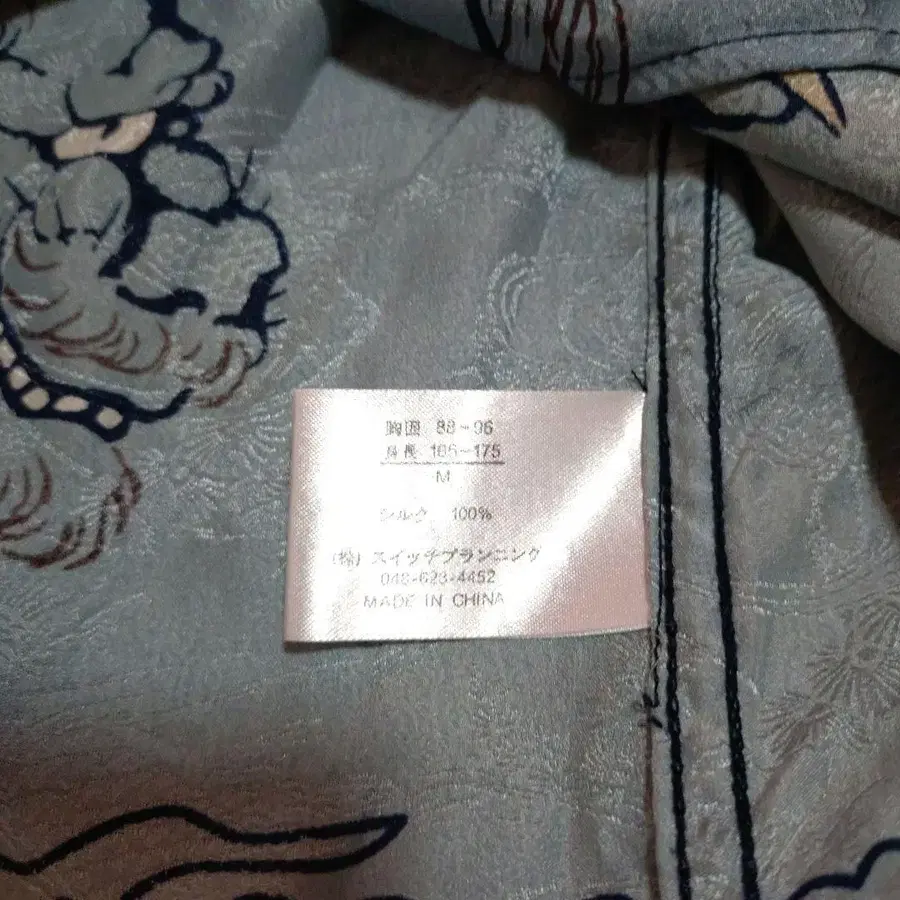 胸囲 88～96
身長 165～175
M
シルク 100%
(株) スイッチプランニング
048-623-4452
MADE IN CHINA